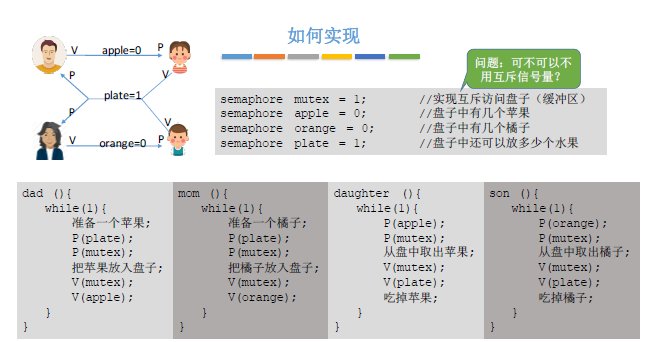 如何实现
问题：可不可以不
用互斥信号量？
V apple=0 P
P V
plate=1
P V
V orange=0 P
semaphore mutex = 1; //实现互斥访问盘子（缓冲区）
semaphore apple = 0; //盘子中有几个苹果
semaphore orange = 0; //盘子中有几个橘子
semaphore plate = 1; //盘子中还可以放多少个水果
dad (){
while(1){
准备一个苹果;
P(plate);
P(mutex);
把苹果放入盘子;
V(mutex);
V(apple);
}
}
mom (){
while(1){
准备一个橘子;
P(plate);
P(mutex);
把橘子放入盘子;
V(mutex);
V(orange);
}
}
daughter (){
while(1){
P(apple);
P(mutex);
从盘中取出苹果;
V(mutex);
V(plate);
吃掉苹果;
}
}
son (){
while(1){
P(orange);
P(mutex);
从盘中取出橘子;
V(mutex);
V(plate);
吃掉橘子;
}
}